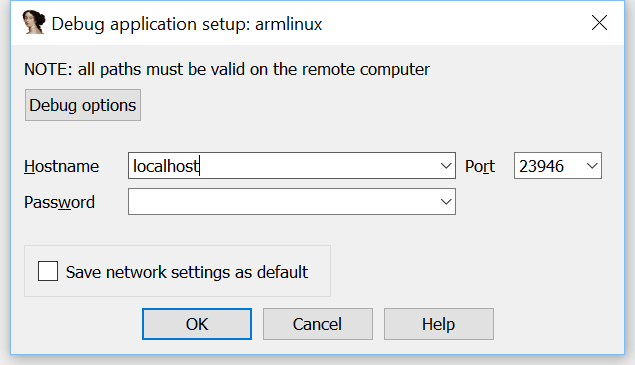 Debug application setup: armlinux
NOTE: all paths must be valid on the remote computer
Debug options
Hostname localhost Port 23946
Password
Save network settings as default
OK Cancel Help